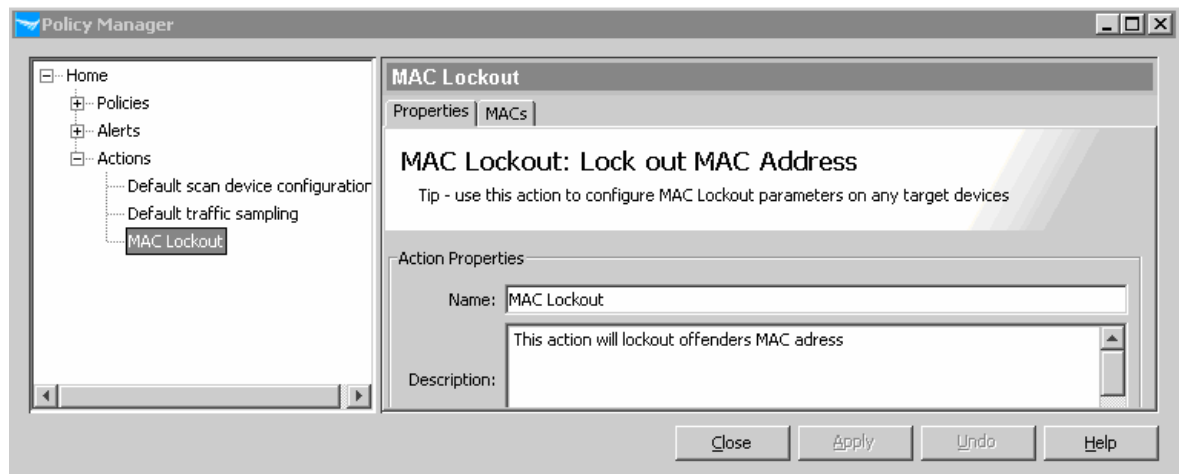 Policy Manager
Home
Policies
Alerts
Actions
Default scan device configuration
Default traffic sampling
MAC Lockout
MAC Lockout
Properties
MACs
MAC Lockout: Lock out MAC Address
Tip - use this action to configure MAC Lockout parameters on any target devices
Action Properties
Name: MAC Lockout
This action will lockout offenders MAC adress
Description:
Close
Apply
Undo
Help